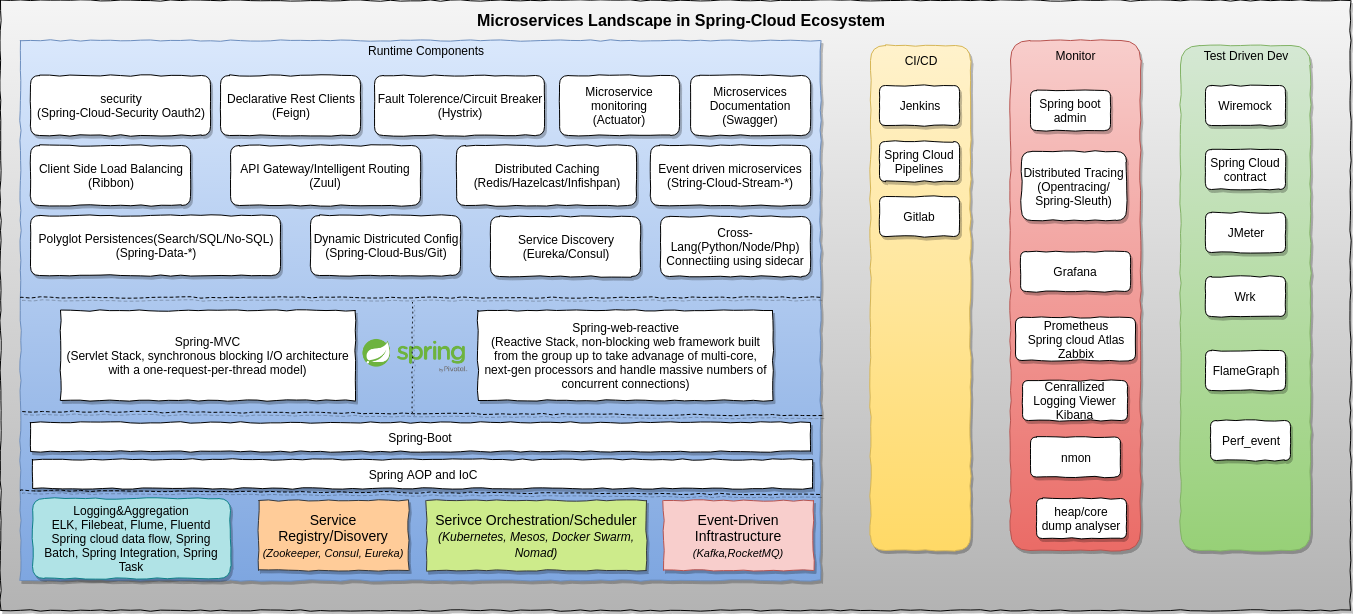 Microservices Landscape in Spring-Cloud Ecosystem
Runtime Components
security
(Spring-Cloud-Security Oauth2)
Declarative Rest Clients
(Feign)
Fault Tolerence/Circuit Breaker
(Hystrix)
Microservice
monitoring
(Actuator)
Microservices
Documentation
(Swagger)
Client Side Load Balancing
(Ribbon)
API Gateway/Intelligent Routing
(Zuul)
Distributed Caching
(Redis/Hazelcast/Infishpan)
Event driven microservices
(String-Cloud-Stream-*)
Polyglot Persistences(Search/SQL/No-SQL)
(Spring-Data-*)
Dynamic Districuted Config
(Spring-Cloud-Bus/Git)
Service Discovery
(Eureka/Consul)
Cross-
Lang(Python/Node/Php)
Connectiing using sidecar
Spring-MVC
(Servlet Stack, synchronous blocking I/O architecture
with a one-request-per-thread model)
spring
by Pivotal.
Spring-web-reactive
(Reactive Stack, non-blocking web framework built
from the group up to take advanage of multi-core,
next-gen processors and handle massive numbers of
concurrent connections)
Spring-Boot
Spring AOP and IoC
Logging&Aggregation
ELK, Filebeat, Flume, Fluentd
Spring cloud data flow, Spring
Batch, Spring Integration, Spring
Task
Service
Registry/Disovery
(Zookeeper, Consul, Eureka)
Serivce Orchestration/Scheduler
(Kubernetes, Mesos, Docker Swarm,
Nomad)
Event-Driven
Infrastructure
(Kafka,RocketMQ)
CI/CD
Jenkins
Spring Cloud
Pipelines
Gitlab
Monitor
Spring boot
admin
Distributed Tracing
(Opentracing/
Spring-Sleuth)
Grafana
Prometheus
Spring cloud Atlas
Zabbix
Cenrallized
Logging Viewer
Kibana
nmon
heap/core
dump analyser
Test Driven Dev
Wiremock
Spring Cloud
contract
JMeter
Wrk
FlameGraph
Perf_event